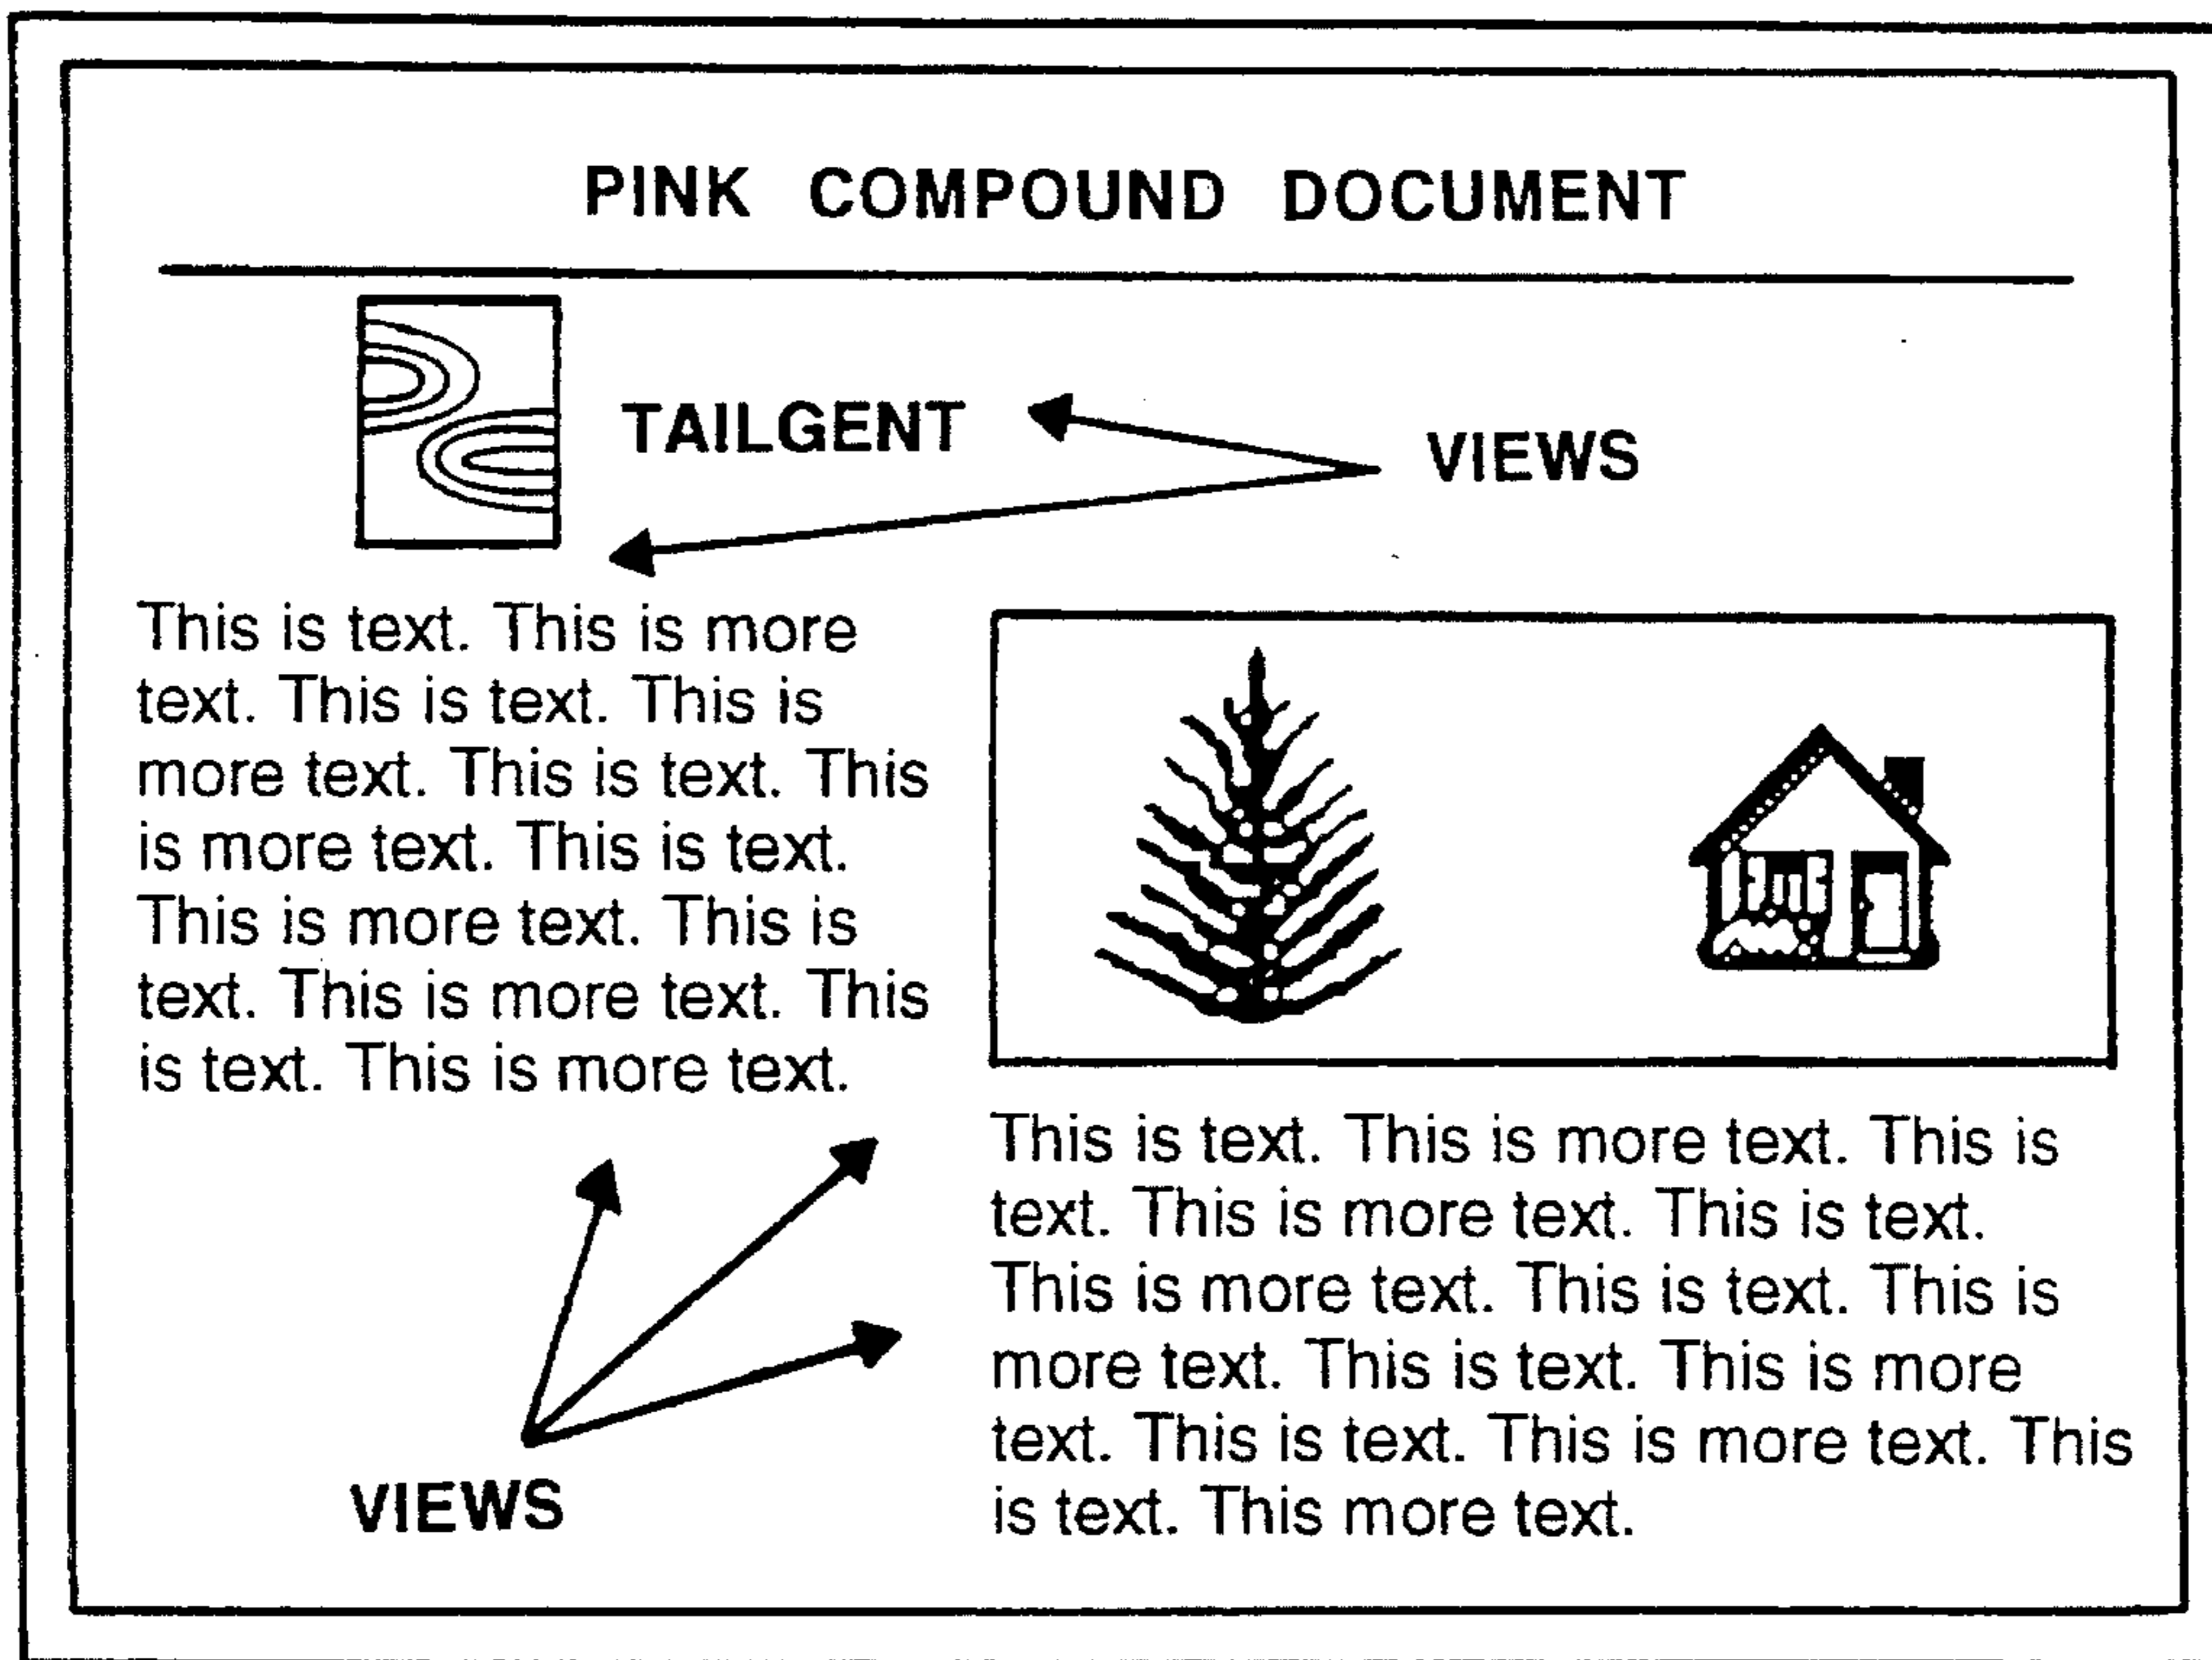 PINK COMPOUND DOCUMENT
TAILGENT
VIEWS
This is text. This is more
text. This is text. This is
more text. This is text. This
is more text. This is text.
This is more text. This is
text. This is more text. This
is text. This is more text.
VIEWS
This is text. This is more text. This is
text. This is more text. This is text.
This is more text. This is text. This is
more text. This is text. This is more
text. This is text. This is more text. This
is text. This more text.